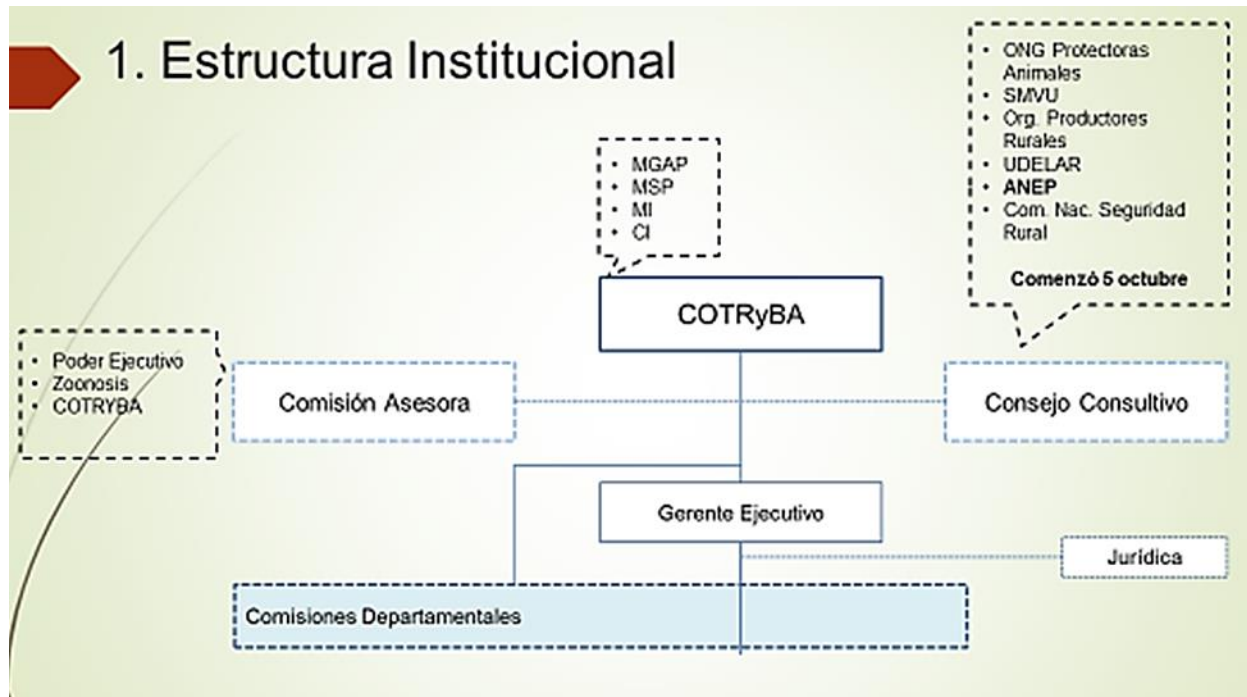 1. Estructura Institucional
• ONG Protectoras
Animales
• SMVU
• Org. Productores
Rurales
• UDELAR
• ANEP
• Com. Nac. Seguridad
Rural
Comenzó 5 octubre
• MGAP
• MSP
• MI
• CI
COTRyBA
• Poder Ejecutivo
• Zoonosis
• COTRYBA
Comisión Asesora
Consejo Consultivo
Gerente Ejecutivo
Jurídica
Comisiones Departamentales